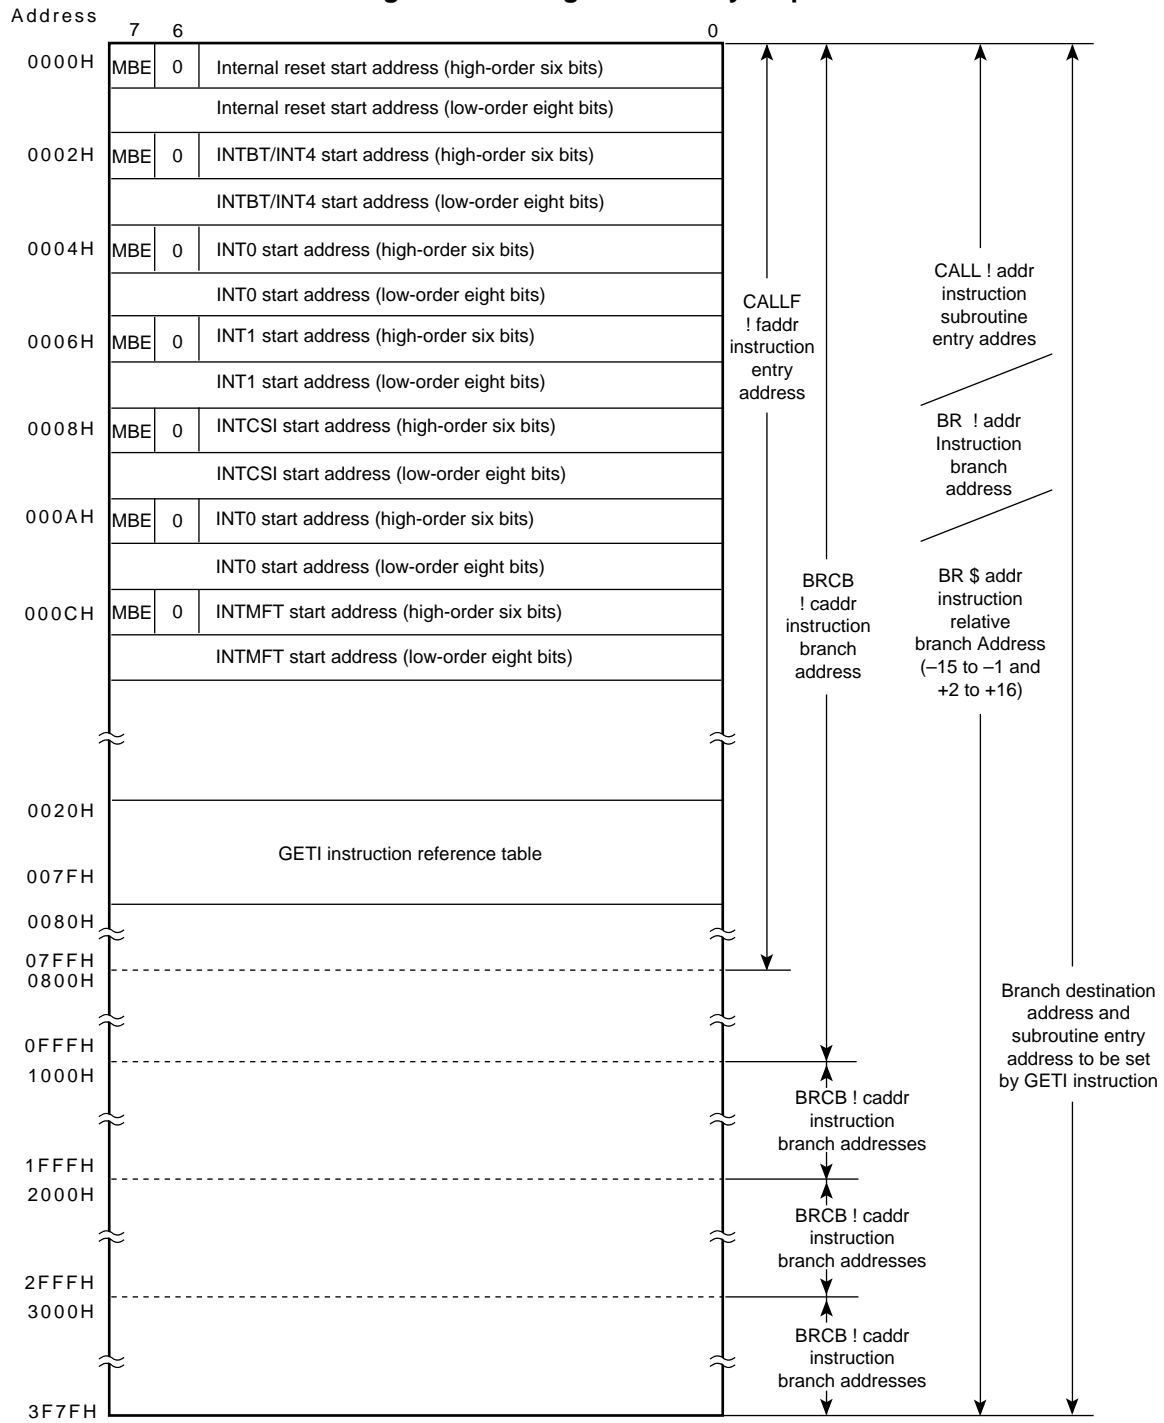 Address
7 6 0
0000H MBE 0 Internal reset start address (high-order six bits)
Internal reset start address (low-order eight bits)
0002H MBE 0 INTBT/INT4 start address (high-order six bits)
INTBT/INT4 start address (low-order eight bits)
0004H MBE 0 INT0 start address (high-order six bits)
INT0 start address (low-order eight bits)
0006H MBE 0 INT1 start address (high-order six bits)
INT1 start address (low-order eight bits)
0008H MBE 0 INTCSI start address (high-order six bits)
INTCSI start address (low-order eight bits)
000AH MBE 0 INT0 start address (high-order six bits)
INT0 start address (low-order eight bits)
000CH MBE 0 INTMFT start address (high-order six bits)
INTMFT start address (low-order eight bits)
0020H
GETI instruction reference table
007FH
0080H
07FFH
0800H
0FFFH
1000H
1FFFH
2000H
2FFFH
3000H
3F7FH
CALLF
! faddr
instruction
entry
address
BRCB
! caddr
instruction
branch
address
BRCB ! caddr
instruction
branch addresses
BRCB ! caddr
instruction
branch addresses
BRCB ! caddr
instruction
branch addresses
CALL ! addr
instruction
subroutine
entry addres
BR ! addr
Instruction
branch
address
BR $ addr
instruction
relative
branch Address
(–15 to –1 and
+2 to +16)
Branch destination
address and
subroutine entry
address to be set
by GETI instruction